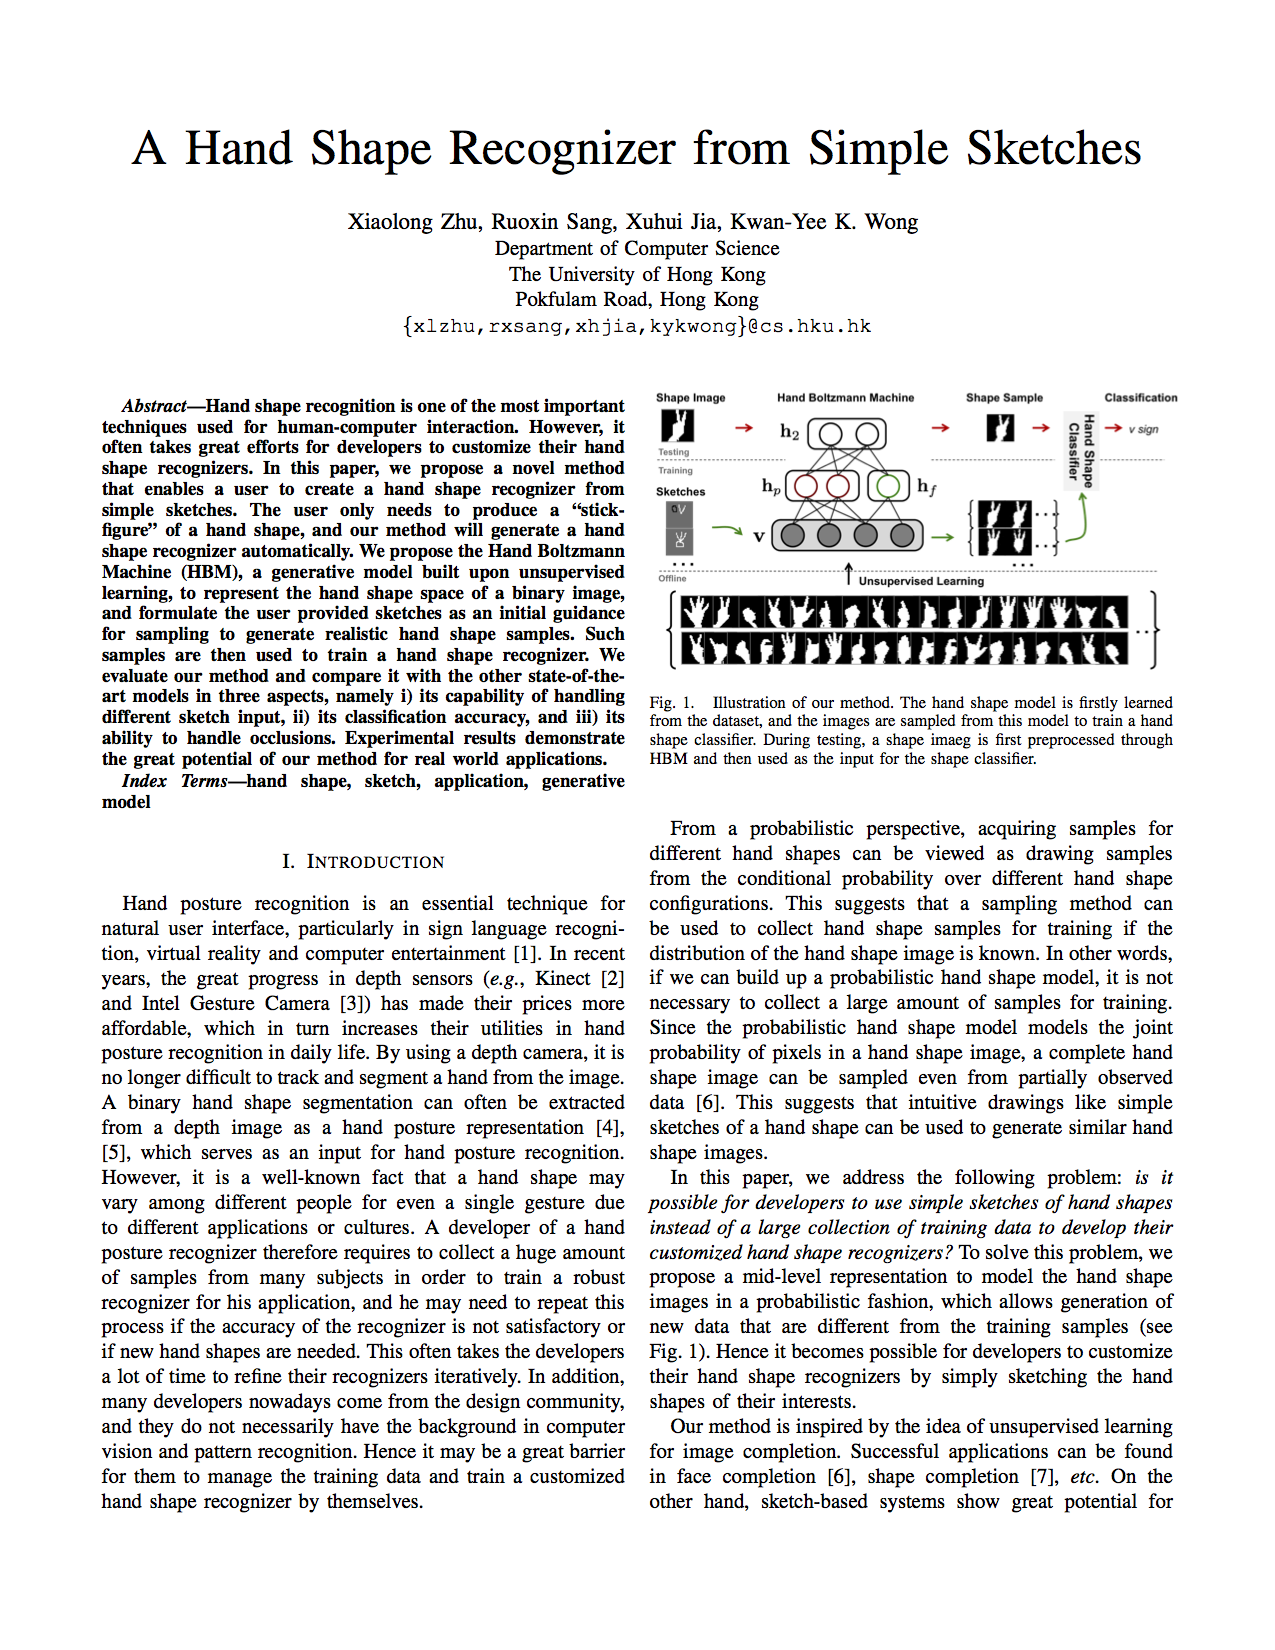 A Hand Shape Recognizer from Simple Sketches
Xiaolong Zhu, Ruoxin Sang, Xuhui Jia, Kwan-Yee K. Wong
Department of Computer Science
The University of Hong Kong
Pokfulam Road, Hong Kong
{xlzhu,rxsang,xhjia,kykwong}@cs.hku.hk
Abstract—Hand shape recognition is one of the most important
techniques used for human-computer interaction. However, it
often takes great efforts for developers to customize their hand
shape recognizers. In this paper, we propose a novel method
that enables a user to create a hand shape recognizer from
simple sketches. The user only needs to produce a “stick-
figure” of a hand shape, and our method will generate a hand
shape recognizer automatically. We propose the Hand Boltzmann
Machine (HBM), a generative model built upon unsupervised
learning, to represent the hand shape space of a binary image,
and formulate the user provided sketches as an initial guidance
for sampling to generate realistic hand shape samples. Such
samples are then used to train a hand shape recognizer. We
evaluate our method and compare it with the other state-of-the-
art models in three aspects, namely i) its capability of handling
different sketch input, ii) its classification accuracy, and iii) its
ability to handle occlusions. Experimental results demonstrate
the great potential of our method for real world applications.
Index Terms—hand shape, sketch, application, generative
model
I. INTRODUCTION
Hand posture recognition is an essential technique for
natural user interface, particularly in sign language recogni-
tion, virtual reality and computer entertainment [1]. In recent
years, the great progress in depth sensors (e.g., Kinect [2]
and Intel Gesture Camera [3]) has made their prices more
affordable, which in turn increases their utilities in hand
posture recognition in daily life. By using a depth camera, it is
no longer difficult to track and segment a hand from the image.
A binary hand shape segmentation can often be extracted
from a depth image as a hand posture representation [4],
[5], which serves as an input for hand posture recognition.
However, it is a well-known fact that a hand shape may
vary among different people for even a single gesture due
to different applications or cultures. A developer of a hand
posture recognizer therefore requires to collect a huge amount
of samples from many subjects in order to train a robust
recognizer for his application, and he may need to repeat this
process if the accuracy of the recognizer is not satisfactory or
if new hand shapes are needed. This often takes the developers
a lot of time to refine their recognizers iteratively. In addition,
many developers nowadays come from the design community,
and they do not necessarily have the background in computer
vision and pattern recognition. Hence it may be a great barrier
for them to manage the training data and train a customized
hand shape recognizer by themselves.
Shape Image Hand Boltzmann Machine Shape Sample Classification
h2
v sign
Hand Shape
Classifier
Testing
Training
Sketches
hp hf
v
Offline
Unsupervised Learning
Fig. 1. Illustration of our method. The hand shape model is firstly learned
from the dataset, and the images are sampled from this model to train a hand
shape classifier. During testing, a shape imaeg is first preprocessed through
HBM and then used as the input for the shape classifier.
From a probabilistic perspective, acquiring samples for
different hand shapes can be viewed as drawing samples
from the conditional probability over different hand shape
configurations. This suggests that a sampling method can
be used to collect hand shape samples for training if the
distribution of the hand shape image is known. In other words,
if we can build up a probabilistic hand shape model, it is not
necessary to collect a large amount of samples for training.
Since the probabilistic hand shape model models the joint
probability of pixels in a hand shape image, a complete hand
shape image can be sampled even from partially observed
data [6]. This suggests that intuitive drawings like simple
sketches of a hand shape can be used to generate similar hand
shape images.
In this paper, we address the following problem: is it
possible for developers to use simple sketches of hand shapes
instead of a large collection of training data to develop their
customized hand shape recognizers? To solve this problem, we
propose a mid-level representation to model the hand shape
images in a probabilistic fashion, which allows generation of
new data that are different from the training samples (see
Fig. 1). Hence it becomes possible for developers to customize
their hand shape recognizers by simply sketching the hand
shapes of their interests.
Our method is inspired by the idea of unsupervised learning
for image completion. Successful applications can be found
in face completion [6], shape completion [7], etc. On the
other hand, sketch-based systems show great potential for